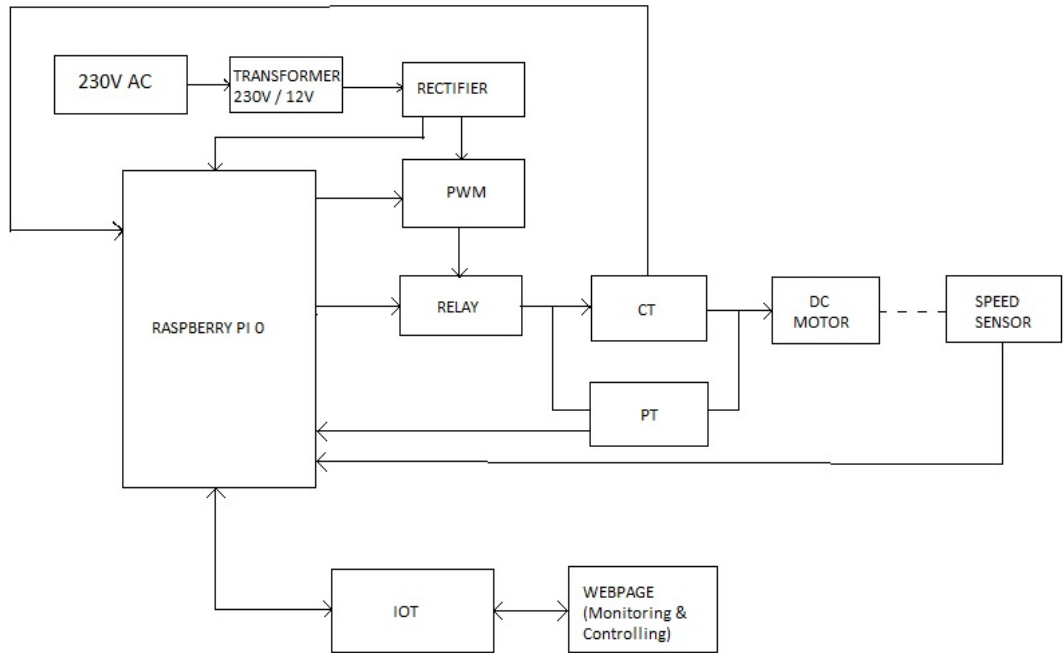 230V AC
TRANSFORMER
230V / 12V
RECTIFIER
PWM
RASPBERRY PI 0
RELAY
CT
DC
MOTOR
SPEED
SENSOR
PT
IOT
WEBPAGE
(Monitoring &
Controlling)